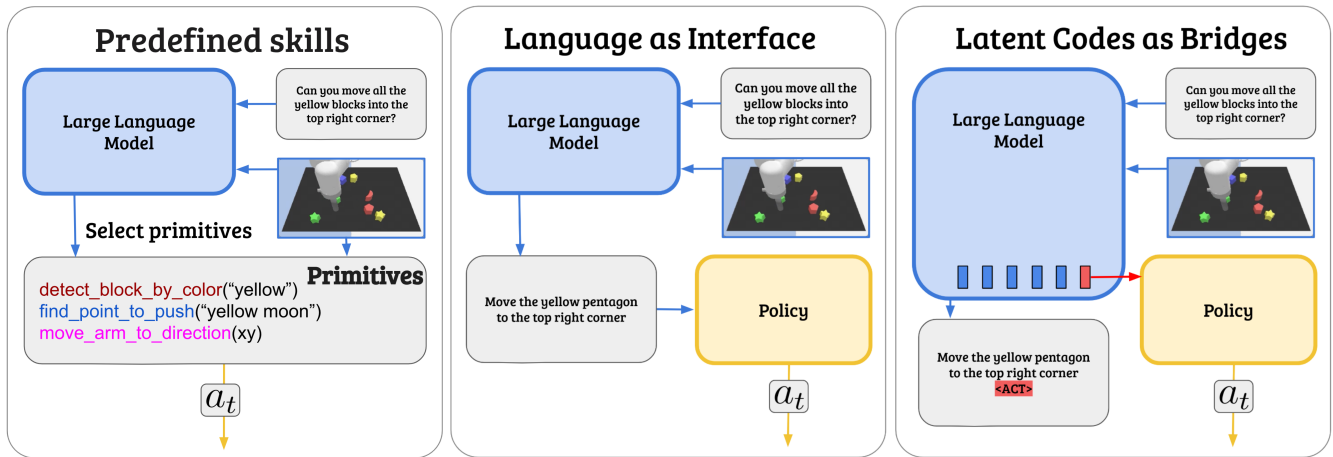 Predefined skills
Large Language
Model
Can you move all the
yellow blocks into the
top right corner?
Select primitives
Primitives
detect_block_by_color(“yellow”)
find_point_to_push(“yellow moon”)
move_arm_to_direction(xy)
a_t
Language as Interface
Large Language
Model
Can you move all the
yellow blocks into
the top right corner?
Move the yellow pentagon
to the top right corner
Policy
a_t
Latent Codes as Bridges
Large Language
Model
Can you move all the
yellow blocks into the
top right corner?
Move the yellow pentagon
to the top right corner
<ACT>
Policy
a_t